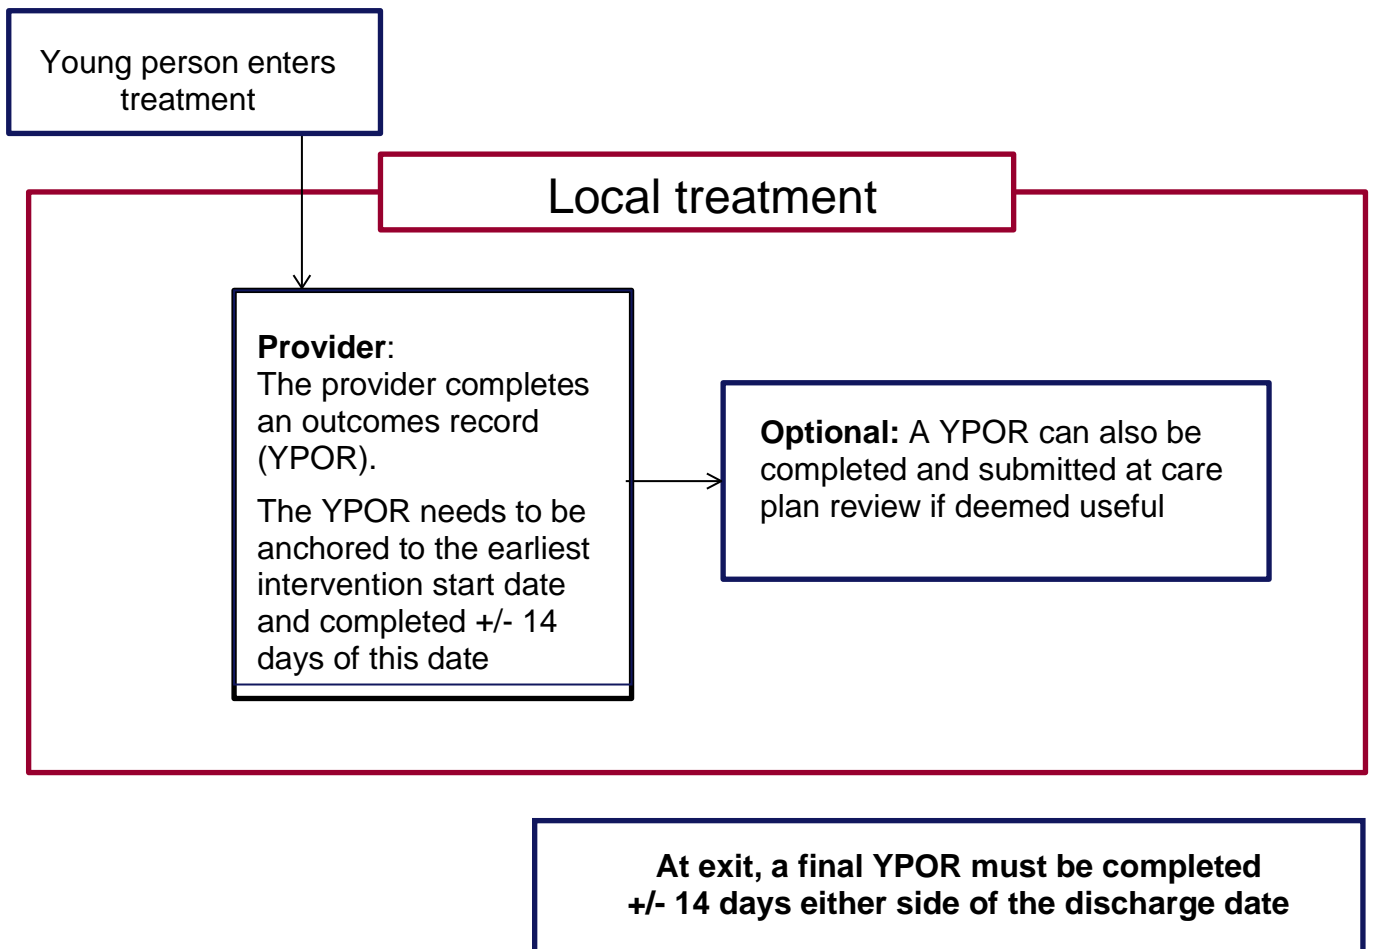 Young person enters
treatment
Local treatment
Provider:
The provider completes
an outcomes record
(YPOR).
The YPOR needs to be
anchored to the earliest
intervention start date
and completed +/- 14
days of this date
Optional: A YPOR can also be
completed and submitted at care
plan review if deemed useful
At exit, a final YPOR must be completed
+/- 14 days either side of the discharge date